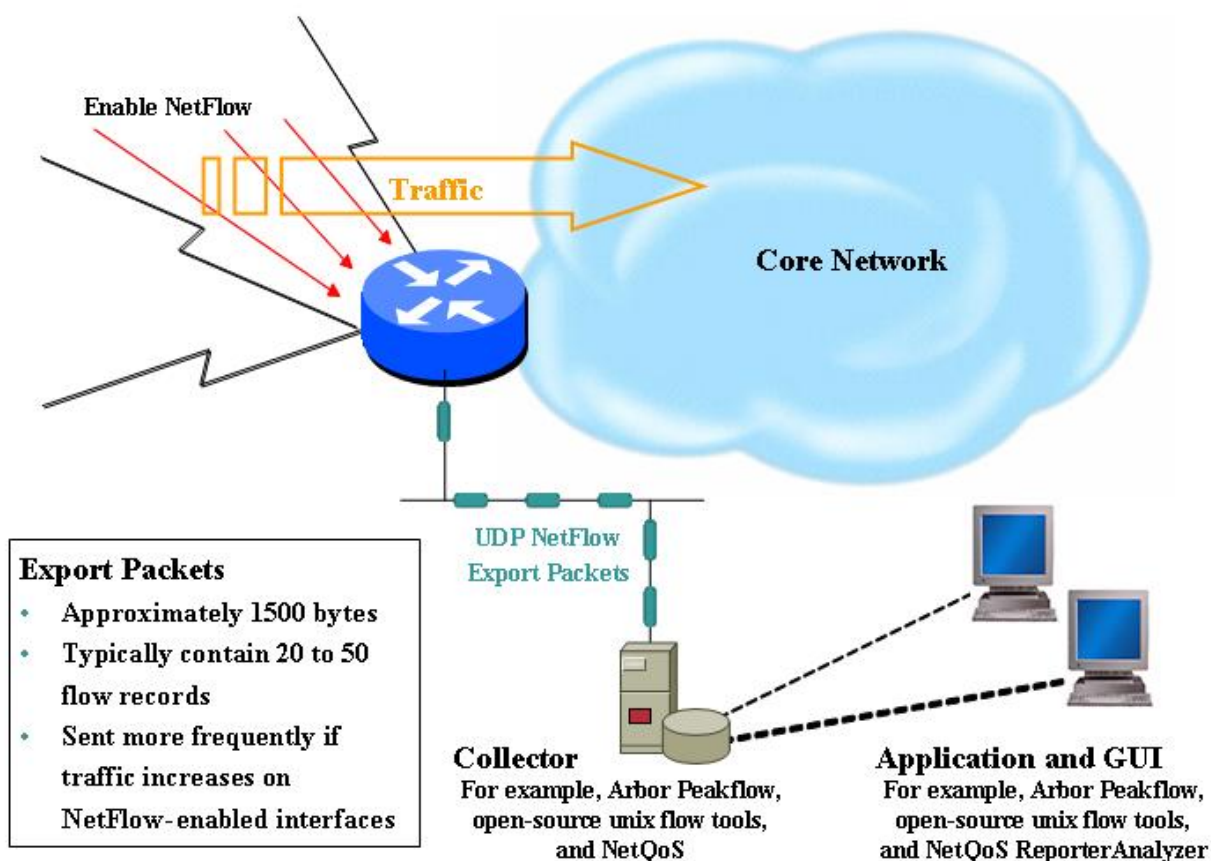 Enable NetFlow
Traffic
Core Network
UDP NetFlow
Export Packets
Export Packets
• Approximately 1500 bytes
• Typically contain 20 to 50
flow records
• Sent more frequently if
traffic increases on
NetFlow-enabled interfaces
Collector
For example, Arbor Peakflow,
open-source unix flow tools,
and NetQoS
Application and GUI
For example, Arbor Peakflow,
open-source unix flow tools,
and NetQoS ReporterAnalyzer